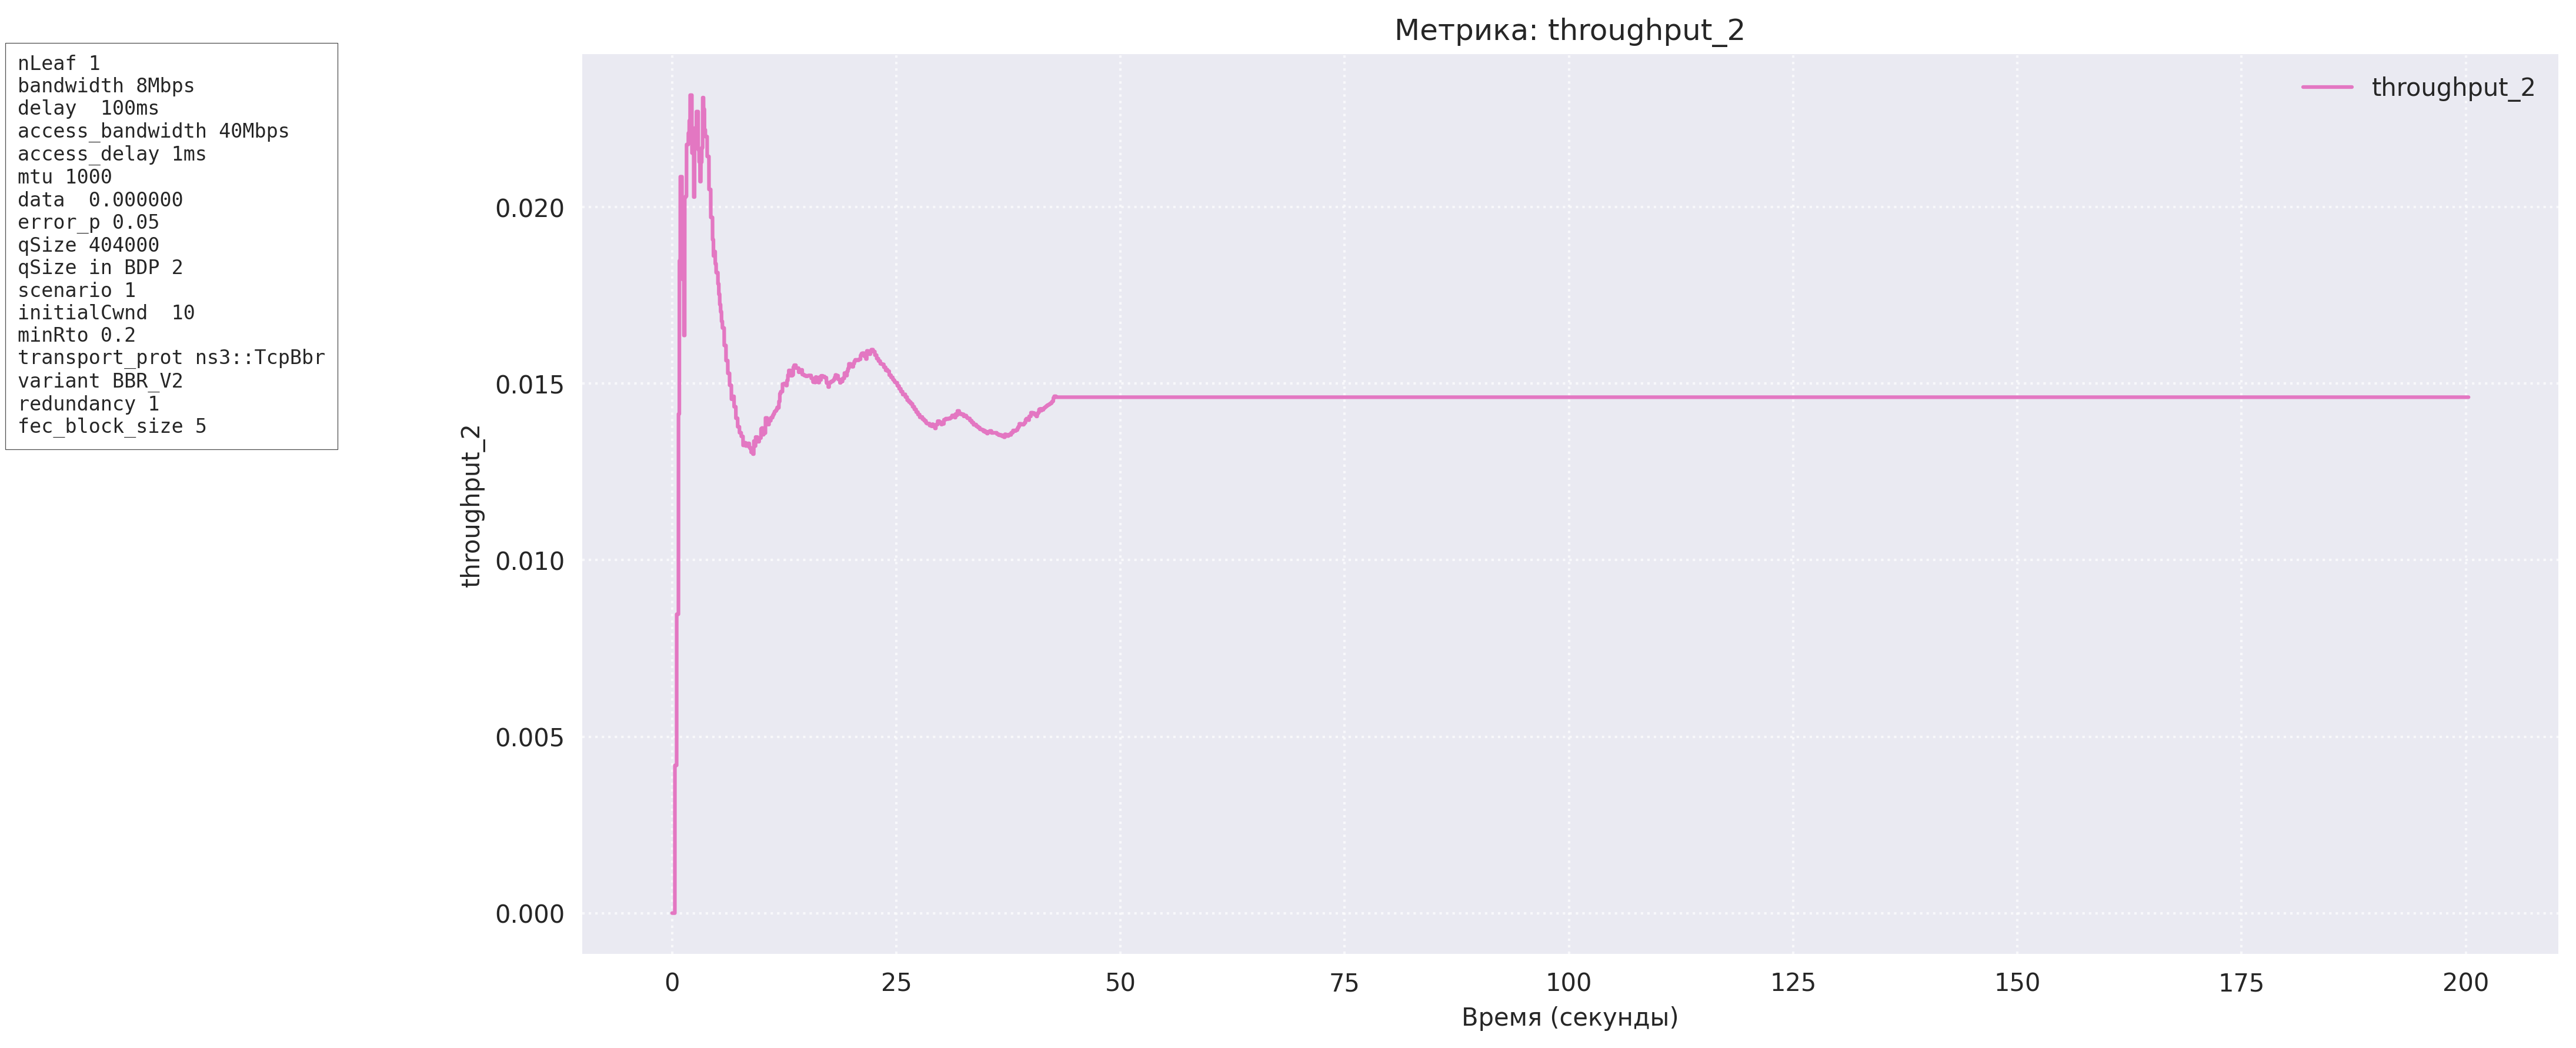 Метрика: throughput_2
nLeaf 1
bandwidth 8Mbps
delay  100ms
access_bandwidth 40Mbps
access_delay 1ms
mtu 1000
data  0.000000
error_p 0.05
qSize 404000
qSize in BDP 2
scenario 1
initialCwnd  10
minRto 0.2
transport_prot ns3::TcpBbr
variant BBR_V2
redundancy 1
fec_block_size 5
throughput_2
throughput_2
0.020
0.015
0.010
0.005
0.000
0 25 50 75 100 125 150 175 200
Время (секунды)